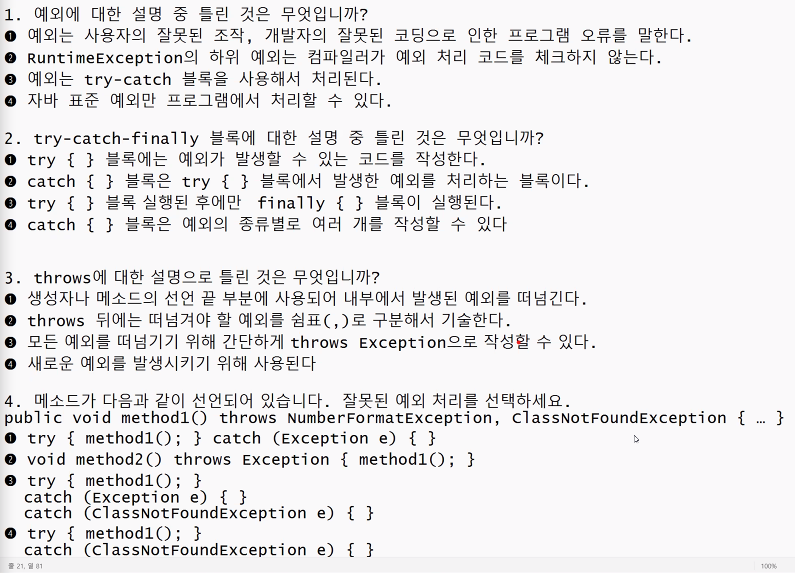 1. 예외에 대한 설명 중 틀린 것은 무엇입니까?
❶ 예외는 사용자의 잘못된 조작, 개발자의 잘못된 코딩으로 인한 프로그램 오류를 말한다.
❷ RuntimeException의 하위 예외는 컴파일러가 예외 처리 코드를 체크하지 않는다.
❸ 예외는 try-catch 블록을 사용해서 처리된다.
❹ 자바 표준 예외만 프로그램에서 처리할 수 있다.
2. try-catch-finally 블록에 대한 설명 중 틀린 것은 무엇입니까?
❶ try { } 블록에는 예외가 발생할 수 있는 코드를 작성한다.
❷ catch { } 블록은 try { } 블록에서 발생한 예외를 처리하는 블록이다.
❸ try { } 블록 실행된 후에만 finally { } 블록이 실행된다.
❹ catch { } 블록은 예외의 종류별로 여러 개를 작성할 수 있다
3. throws에 대한 설명으로 틀린 것은 무엇입니까?
❶ 생성자나 메소드의 선언 끝 부분에 사용되어 내부에서 발생된 예외를 떠넘긴다.
❷ throws 뒤에는 떠넘겨야 할 예외를 쉼표(,)로 구분해서 기술한다.
❸ 모든 예외를 떠넘기기 위해 간단하게 throws Exception으로 작성할 수 있다.
❹ 새로운 예외를 발생시키기 위해 사용된다
4. 메소드가 다음과 같이 선언되어 있습니다. 잘못된 예외 처리를 선택하세요.
public void method1() throws NumberFormatException, ClassNotFoundException { … }
❶ try { method1(); } catch (Exception e) { }
❷ void method2() throws Exception { method1(); }
❸ try { method1(); }
catch (Exception e) { }
catch (ClassNotFoundException e) { }
❹ try { method1(); }
catch (ClassNotFoundException e) { }
줄 21, 열 81
100%